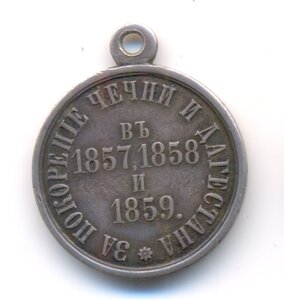 ЗА ПОКОРЕНІЕ ЧЕЧНИ И ДАГЕСТАНА
ВЪ
1857, 1858
И
1859.